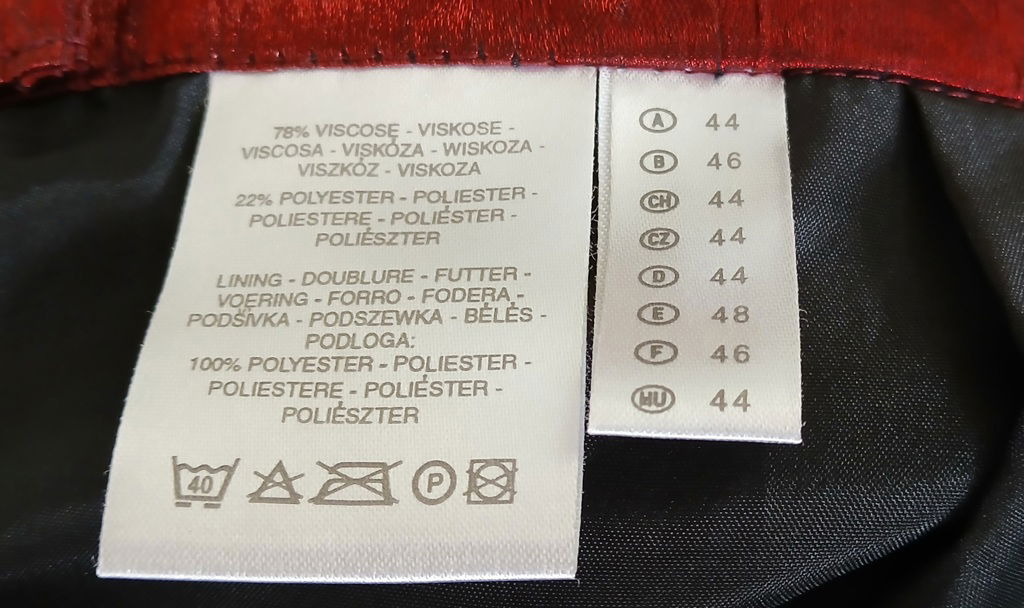 78% VISCOSE - VISKOSE -
VISCOSA - VISKÓZA - WISKOZA -
VISZKÓZ - VISKOZA
22% POLYESTER - POLIESTER -
POLIESTERE - POLIÉSTER -
POLIÉSZTER
LINING - DOUBLURE - FUTTER -
VOERING - FORRO - FODERA -
PODŠÍVKA - PODSZEWKA - BÉLÉS -
PODLOGA:
100% POLYESTER - POLIESTER -
POLIESTERE - POLIÉSTER -
POLIÉSZTER
40 P
A 44
B 46
CH 44
CZ 44
D 44
E 48
F 46
HU 44